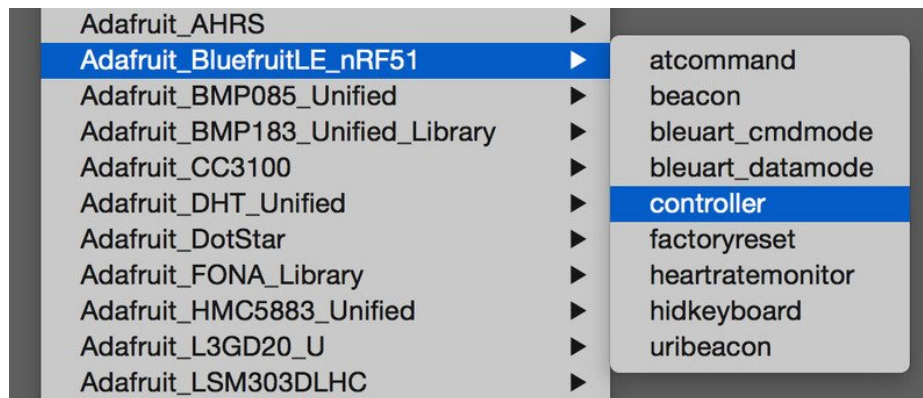 Adafruit_AHRS
Adafruit_BluefruitLE_nRF51
Adafruit_BMP085_Unified
Adafruit_BMP183_Unified_Library
Adafruit_CC3100
Adafruit_DHT_Unified
Adafruit_DotStar
Adafruit_FONA_Library
Adafruit_HMC5883_Unified
Adafruit_L3GD20_U
Adafruit_LSM303DLHC
atcommand
beacon
bleuart_cmdmode
bleuart_datamode
controller
factoryreset
heartratemonitor
hidkeyboard
uribeacon